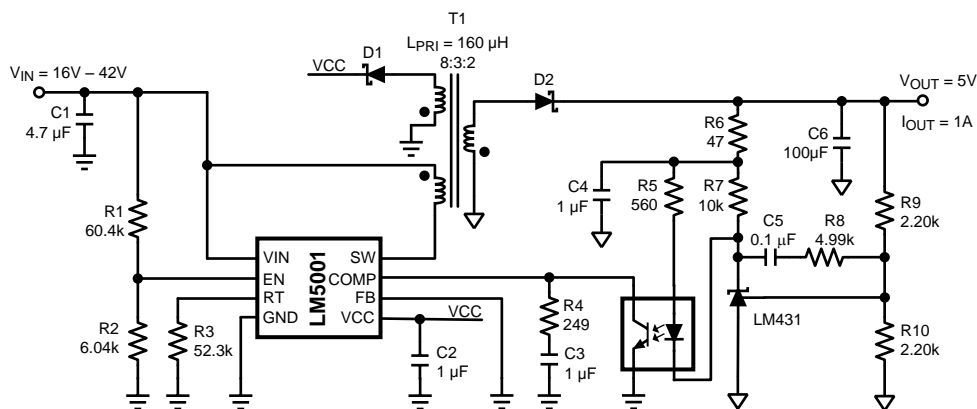 T1
L_PRI = 160 µH
8:3:2
D1
VCC
V_IN = 16V – 42V
C1
4.7 µF
D2
V_OUT = 5V
I_OUT = 1A
R6
47
C6
100µF
C4
1 µF
R5
560
R7
10k
R9
2.20k
C5
0.1 µF
R8
4.99k
R1
60.4k
VIN
SW
EN
COMP
RT
FB
GND
VCC
LM5001
VCC
R4
249
LM431
R2
6.04k
R3
52.3k
C2
1 µF
C3
1 µF
R10
2.20k